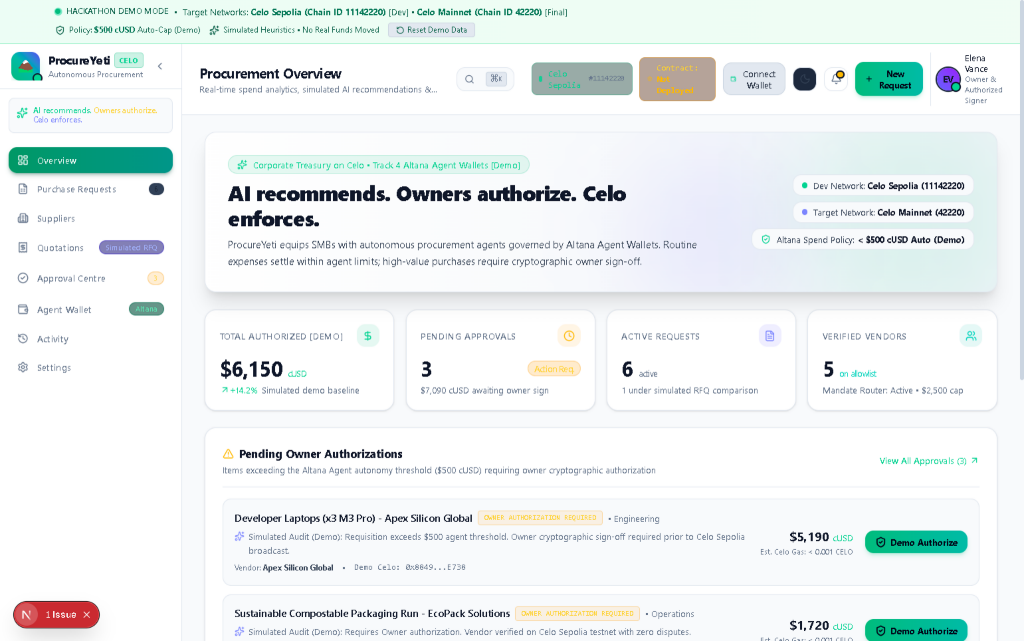 HACKATHON DEMO MODE • Target Networks: Celo Sepolia (Chain ID 11142220) [Dev] • Celo Mainnet (Chain ID 42220) [Final]
Policy: $500 cUSD Auto-Cap (Demo) Simulated Heuristics • No Real Funds Moved Reset Demo Data
ProcureYeti CELO
Autonomous Procurement
AI recommends. Owners authorize. Celo enforces.
Overview
Purchase Requests
Suppliers
Quotations Simulated RFQ
Approval Centre
Agent Wallet Altana
Activity
Settings
N 1 Issue
Procurement Overview
Real-time spend analytics, simulated AI recommendations &...
⌘K
Celo Sepolia #11142220
Contract: Not Deployed
Connect Wallet
+ New Request
EV
Elena Vance
Owner & Authorized Signer
Corporate Treasury on Celo • Track 4 Altana Agent Wallets [Demo]
AI recommends. Owners authorize. Celo enforces.
ProcureYeti equips SMBs with autonomous procurement agents governed by Altana Agent Wallets. Routine
expenses settle within agent limits; high-value purchases require cryptographic owner sign-off.
Dev Network: Celo Sepolia (11142220)
Target Network: Celo Mainnet (42220)
Altana Spend Policy: < $500 cUSD Auto (Demo)
TOTAL AUTHORIZED (DEMO)
$6,150 cUSD
+14.2% Simulated demo baseline
PENDING APPROVALS
3 Action Req
$7,090 cUSD awaiting owner sign
ACTIVE REQUESTS
6 active
1 under simulated RFQ comparison
VERIFIED VENDORS
5 on allowlist
Mandate Router: Active • $2,500 cap
Pending Owner Authorizations
Items exceeding the Altana Agent autonomy threshold ($500 cUSD) requiring owner cryptographic authorization
View All Approvals (3)
Developer Laptops (x3 M3 Pro) - Apex Silicon Global OWNER AUTHORIZATION REQUIRED • Engineering
Simulated Audit (Demo): Requisition exceeds $500 agent threshold. Owner cryptographic sign-off required prior to Celo Sepolia
broadcast.
Vendor: Apex Silicon Global • Demo Celo: 0x8849...E730
$5,190 cUSD
Est. Celo Gas: < 0.001 CELO
Demo Authorize
Sustainable Compostable Packaging Run - EcoPack Solutions OWNER AUTHORIZATION REQUIRED • Operations
Simulated Audit (Demo): Requires Owner authorization. Vendor verified on Celo Sepolia testnet with zero disputes.
$1,720 cUSD
Est. Celo Gas: < 0.001 CELO
Demo Authorize